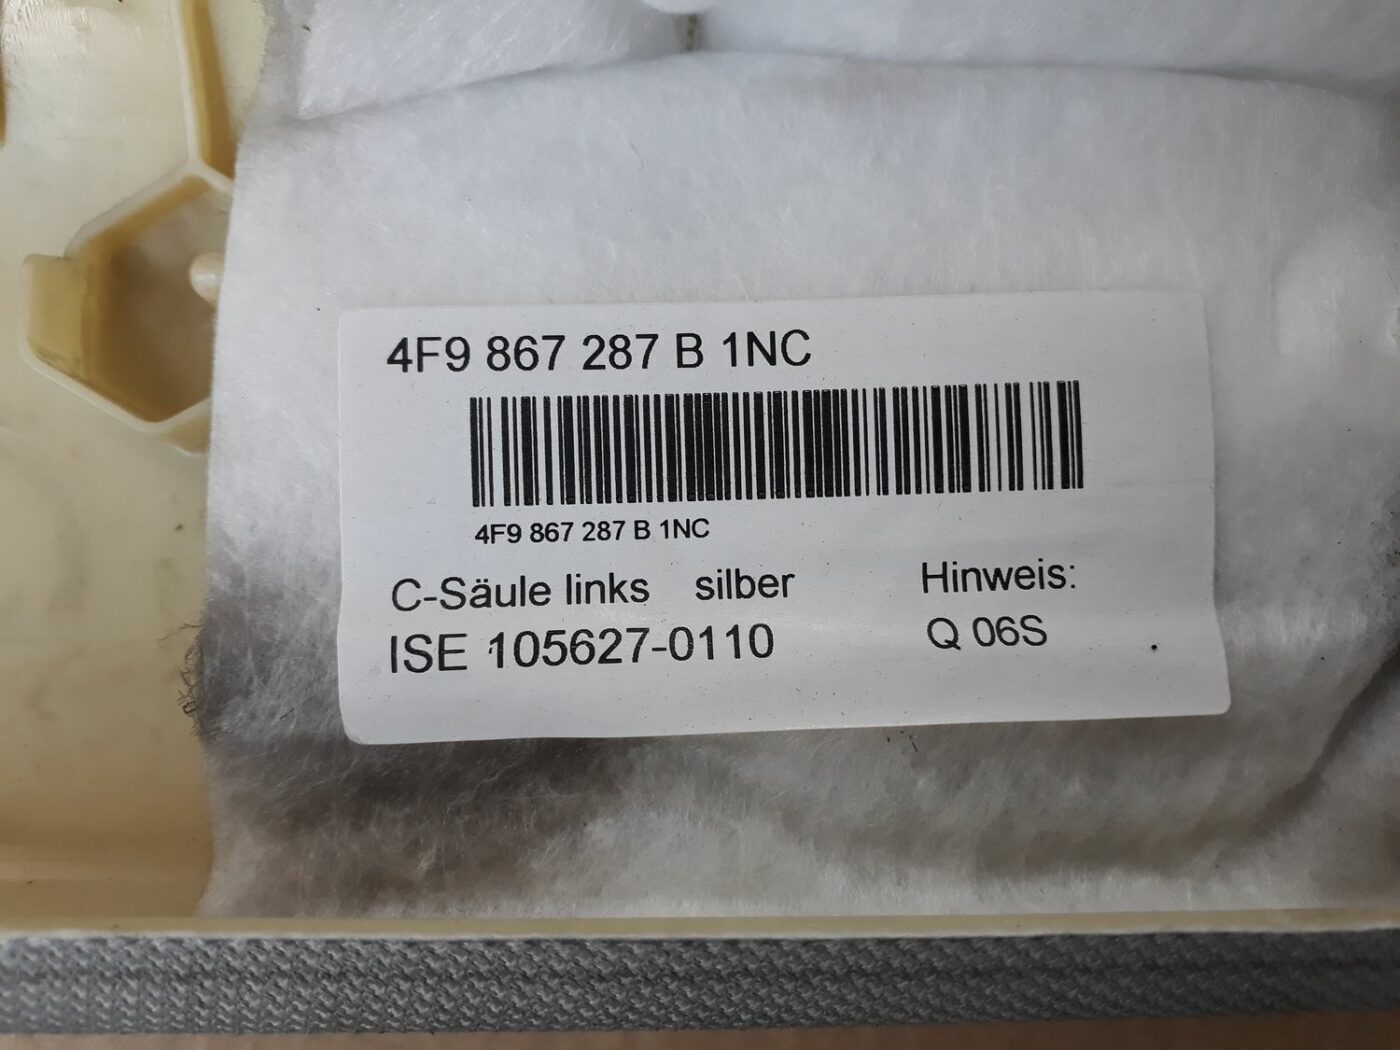 4F9 867 287 B 1NC
4F9 867 287 B 1NC
C-Säule links silber Hinweis:
ISE 105627-0110 Q 06S